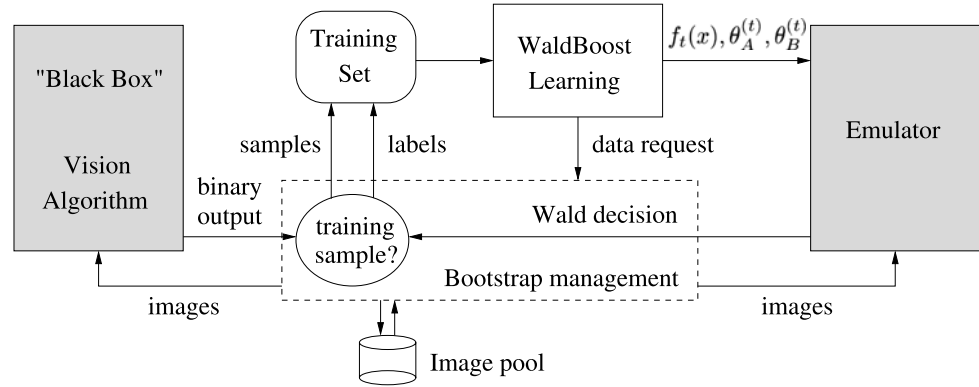 "Black Box"
Vision
Algorithm
Training
Set
WaldBoost
Learning
f_t(x), θ_A^{(t)}, θ_B^{(t)}
Emulator
samples
labels
data request
binary
output
training
sample?
Wald decision
Bootstrap management
images
images
Image pool